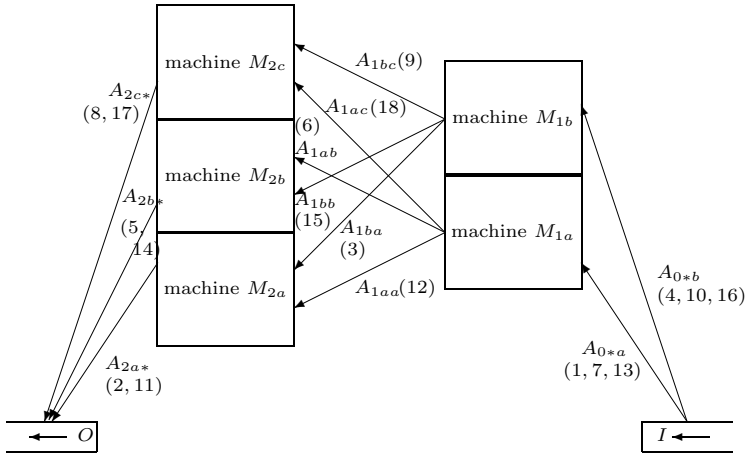 machine M_{2c}
A_{1bc}(9)
A_{2c*}
(8, 17)
A_{1ac}(18)
(6)
machine M_{1b}
A_{1ab}
machine M_{2b}
A_{2b*}
A_{1bb}
(15)
(5,
14)
A_{1ba}
(3)
machine M_{1a}
machine M_{2a}
A_{1aa}(12)
A_{0*b}
(4, 10, 16)
A_{0*a}
(1, 7, 13)
A_{2a*}
(2, 11)
O
I